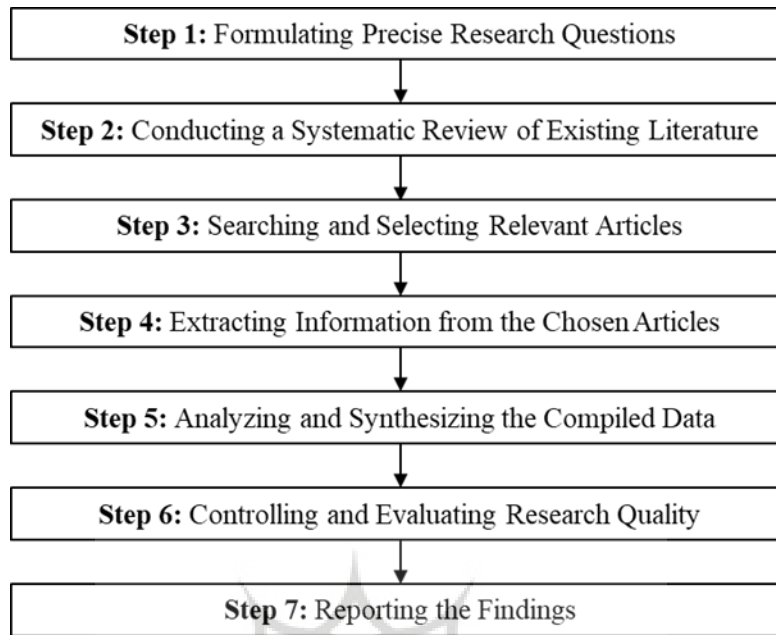 Step 1: Formulating Precise Research Questions
Step 2: Conducting a Systematic Review of Existing Literature
Step 3: Searching and Selecting Relevant Articles
Step 4: Extracting Information from the Chosen Articles
Step 5: Analyzing and Synthesizing the Compiled Data
Step 6: Controlling and Evaluating Research Quality
Step 7: Reporting the Findings